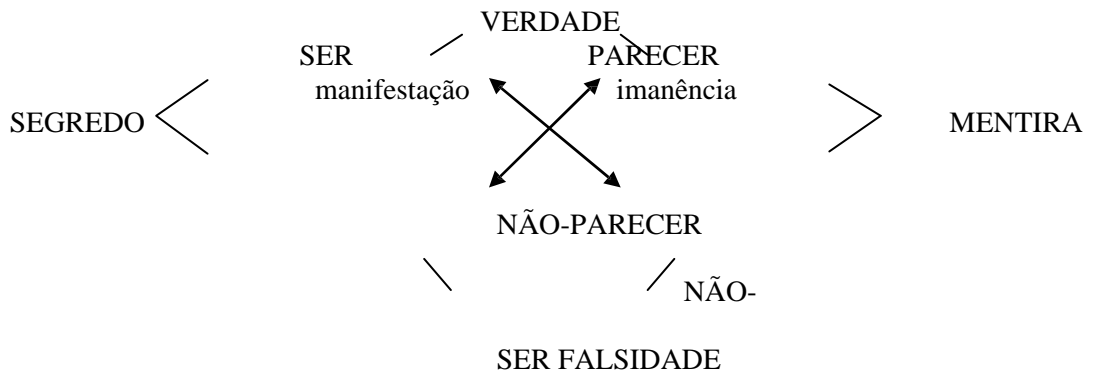 VERDADE
SER PARECER
manifestação imanência
SEGREDO MENTIRA
NÃO-PARECER
NÃO-
SER FALSIDADE